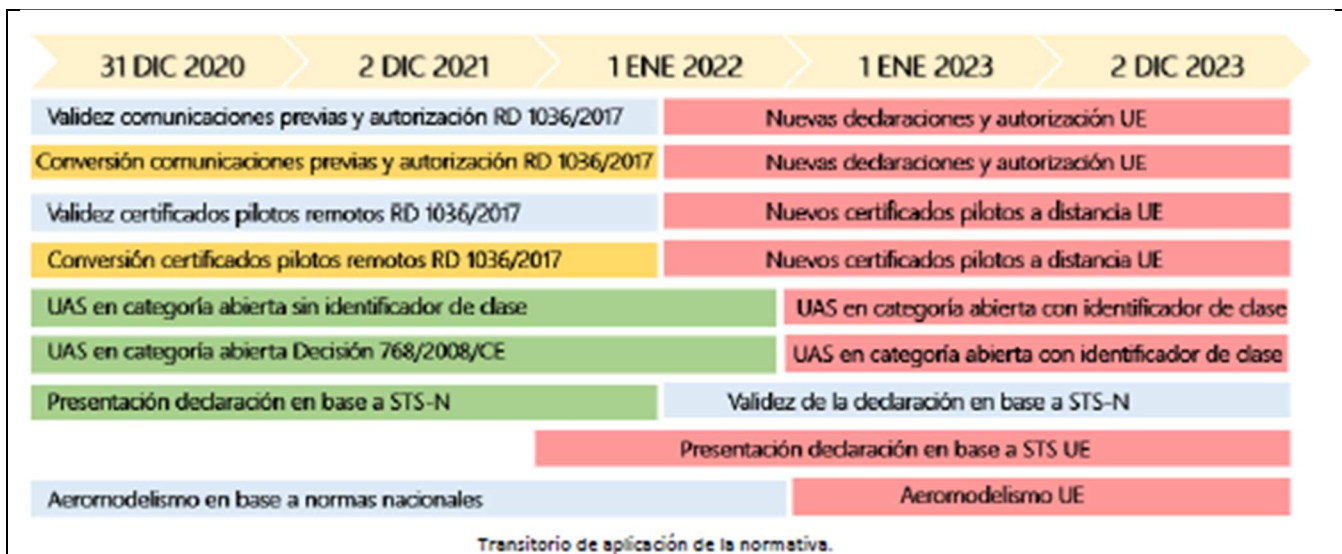 31 DIC 2020 2 DIC 2021 1 ENE 2022 1 ENE 2023 2 DIC 2023
Validez comunicaciones previas y autorización RD 1036/2017 Nuevas declaraciones y autorización UE
Conversión comunicaciones previas y autorización RD 1036/2017 Nuevas declaraciones y autorización UE
Validez certificados pilotos remotos RD 1036/2017 Nuevos certificados pilotos a distancia UE
Conversión certificados pilotos remotos RD 1036/2017 Nuevos certificados pilotos a distancia UE
UAS en categoría abierta sin identificador de clase UAS en categoría abierta con identificador de clase
UAS en categoría abierta Decisión 768/2008/CE UAS en categoría abierta con identificador de clase
Presentación declaración en base a STS-N Validez de la declaración en base a STS-N
Presentación declaración en base a STS UE
Aeromodelismo en base a normas nacionales Aeromodelismo UE
Transitorio de aplicación de la normativa.